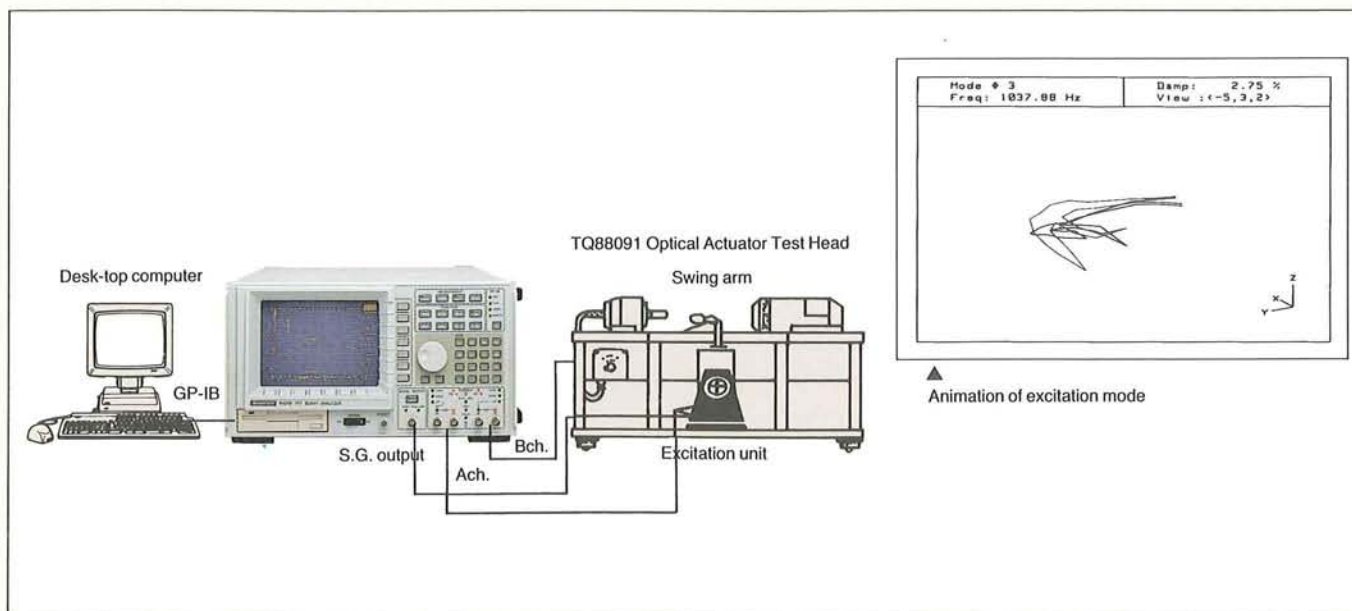 Mode # 3
Freq: 1037.88 Hz
Damp: 2.75 %
View :<-5,3,2>
Z
X
Y
Animation of excitation mode
TQ88091 Optical Actuator Test Head
Swing arm
Desk-top computer
GP-IB
S.G. output
Bch.
Ach.
Excitation unit